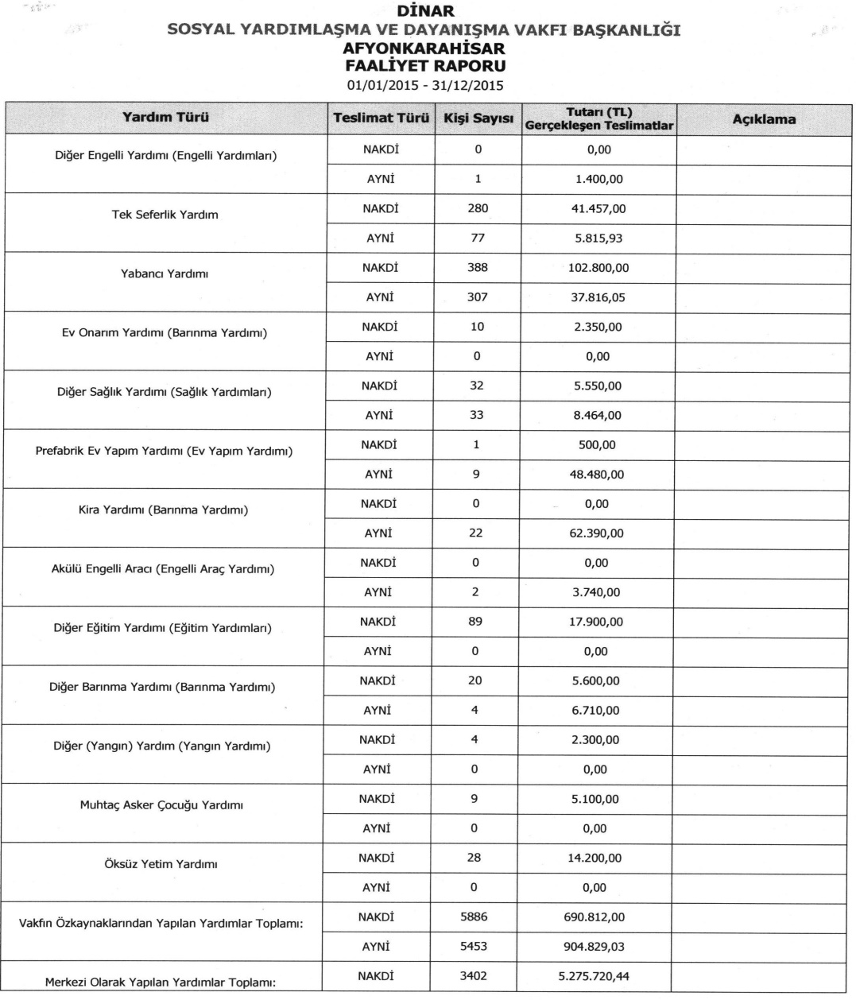 DİNAR
SOSYAL YARDIMLAŞMA VE DAYANIŞMA VAKFI BAŞKANLIĞI
AFYONKARAHİSAR
FAALİYET RAPORU
01/01/2015 - 31/12/2015
Yardım Türü Teslimat Türü Kişi Sayısı Tutarı (TL) Gerçekleşen Teslimatlar Açıklama
Diğer Engelli Yardımı (Engelli Yardımları) NAKDİ 0 0,00
AYNİ 1 1.400,00
Tek Seferlik Yardım NAKDİ 280 41.457,00
AYNİ 77 5.815,93
Yabancı Yardımı NAKDİ 388 102.800,00
AYNİ 307 37.816,05
Ev Onarım Yardımı (Barınma Yardımı) NAKDİ 10 2.350,00
AYNİ 0 0,00
Diğer Sağlık Yardımı (Sağlık Yardımları) NAKDİ 32 5.550,00
AYNİ 33 8.464,00
Prefabrik Ev Yapım Yardımı (Ev Yapım Yardımı) NAKDİ 1 500,00
AYNİ 9 48.480,00
Kira Yardımı (Barınma Yardımı) NAKDİ 0 0,00
AYNİ 22 62.390,00
Akülü Engelli Aracı (Engelli Araç Yardımı) NAKDİ 0 0,00
AYNİ 2 3.740,00
Diğer Eğitim Yardımı (Eğitim Yardımları) NAKDİ 89 17.900,00
AYNİ 0 0,00
Diğer Barınma Yardımı (Barınma Yardımı) NAKDİ 20 5.600,00
AYNİ 4 6.710,00
Diğer (Yangın) Yardım (Yangın Yardımı) NAKDİ 4 2.300,00
AYNİ 0 0,00
Muhtaç Asker Çocuğu Yardımı NAKDİ 9 5.100,00
AYNİ 0 0,00
Öksüz Yetim Yardımı NAKDİ 28 14.200,00
AYNİ 0 0,00
Vakfın Özkaynaklarından Yapılan Yardımlar Toplamı: NAKDİ 5886 690.812,00
AYNİ 5453 904.829,03
Merkezi Olarak Yapılan Yardımlar Toplamı: NAKDİ 3402 5.275.720,44